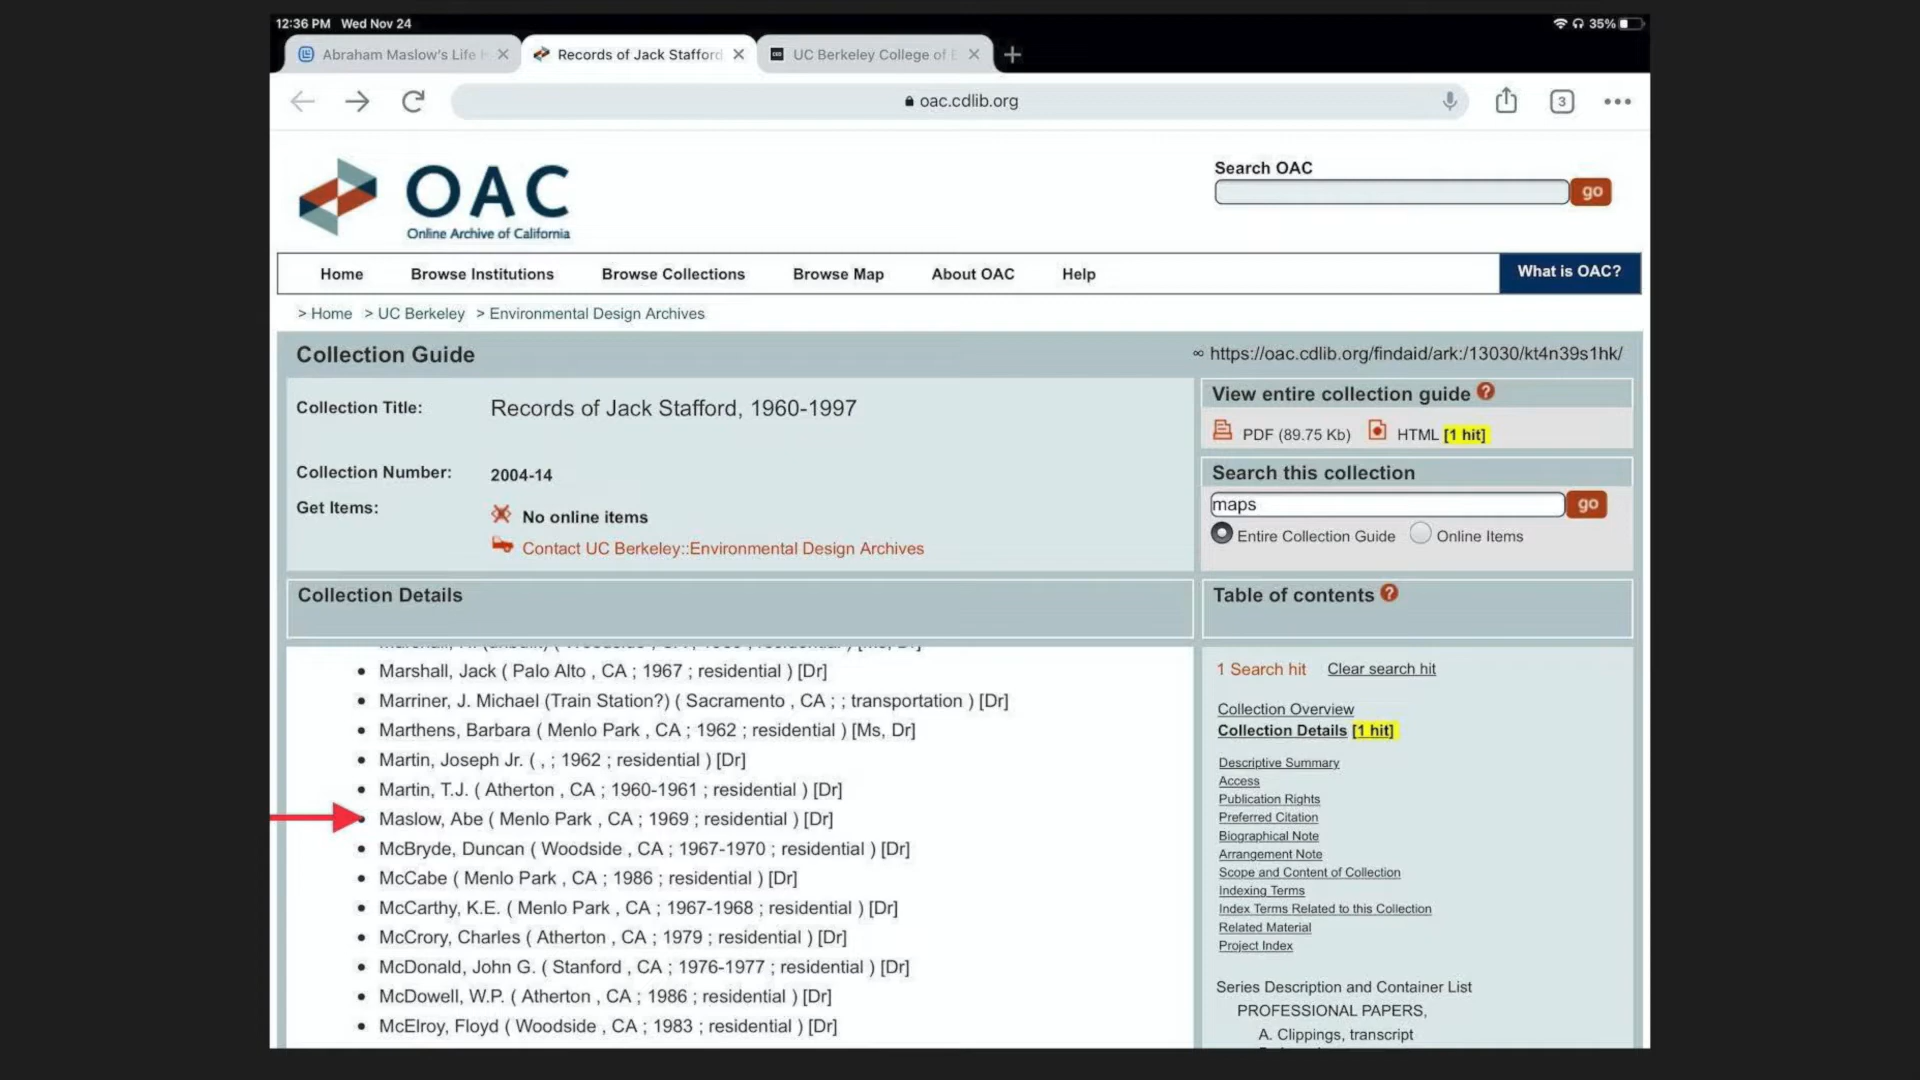 12:36 PM Wed Nov 24
35%
Abraham Maslow's Life
Records of Jack Stafford
UC Berkeley College of
oac.cdlib.org
3
OAC
Online Archive of California
Search OAC
go
Home Browse Institutions Browse Collections Browse Map About OAC Help
What is OAC?
> Home > UC Berkeley > Environmental Design Archives
Collection Guide
∞ https://oac.cdlib.org/findaid/ark:/13030/kt4n39s1hk/
Collection Title: Records of Jack Stafford, 1960-1997
Collection Number: 2004-14
Get Items:
No online items
Contact UC Berkeley::Environmental Design Archives
View entire collection guide ?
PDF (89.75 Kb) HTML [1 hit]
Search this collection
maps
go
Entire Collection Guide Online Items
Collection Details
• Marshall, Jack ( Palo Alto , CA ; 1967 ; residential ) [Dr]
• Marriner, J. Michael (Train Station?) ( Sacramento , CA ; ; transportation ) [Dr]
• Marthens, Barbara ( Menlo Park , CA ; 1962 ; residential ) [Ms, Dr]
• Martin, Joseph Jr. ( , ; 1962 ; residential ) [Dr]
• Martin, T.J. ( Atherton , CA ; 1960-1961 ; residential ) [Dr]
• Maslow, Abe ( Menlo Park , CA ; 1969 ; residential ) [Dr]
• McBryde, Duncan ( Woodside , CA ; 1967-1970 ; residential ) [Dr]
• McCabe ( Menlo Park , CA ; 1986 ; residential ) [Dr]
• McCarthy, K.E. ( Menlo Park , CA ; 1967-1968 ; residential ) [Dr]
• McCrory, Charles ( Atherton , CA ; 1979 ; residential ) [Dr]
• McDonald, John G. ( Stanford , CA ; 1976-1977 ; residential ) [Dr]
• McDowell, W.P. ( Atherton , CA ; 1986 ; residential ) [Dr]
• McElroy, Floyd ( Woodside , CA ; 1983 ; residential ) [Dr]
Table of contents ?
1 Search hit Clear search hit
Collection Overview
Collection Details [1 hit]
Descriptive Summary
Access
Publication Rights
Preferred Citation
Biographical Note
Arrangement Note
Scope and Content of Collection
Indexing Terms
Index Terms Related to this Collection
Related Material
Project Index
Series Description and Container List
PROFESSIONAL PAPERS,
A. Clippings, transcript